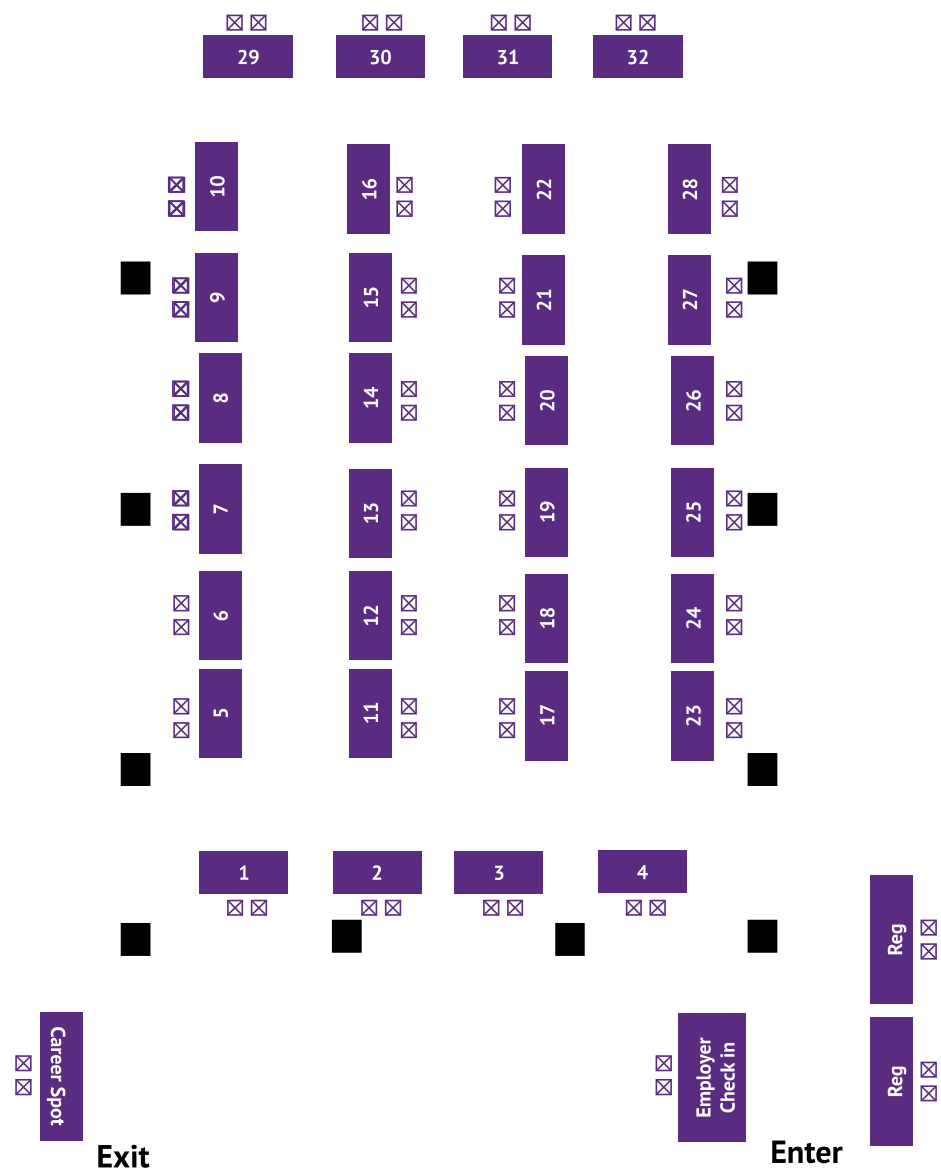 29 30 31 32
10 16 22 28
9 15 21 27
8 14 20 26
7 13 19 25
6 12 18 24
5 11 17 23
1 2 3 4
Reg
Career Spot
Employer
Check in
Reg
Exit
Enter